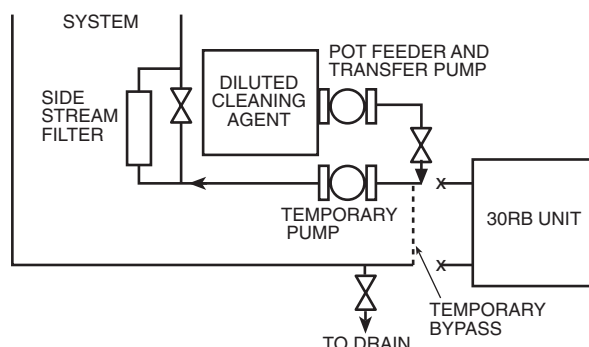 SYSTEM
POT FEEDER AND
TRANSFER PUMP
SIDE
STREAM
FILTER
DILUTED
CLEANING
AGENT
TEMPORARY
PUMP
x
x
30RB UNIT
TEMPORARY
BYPASS
TO DRAIN